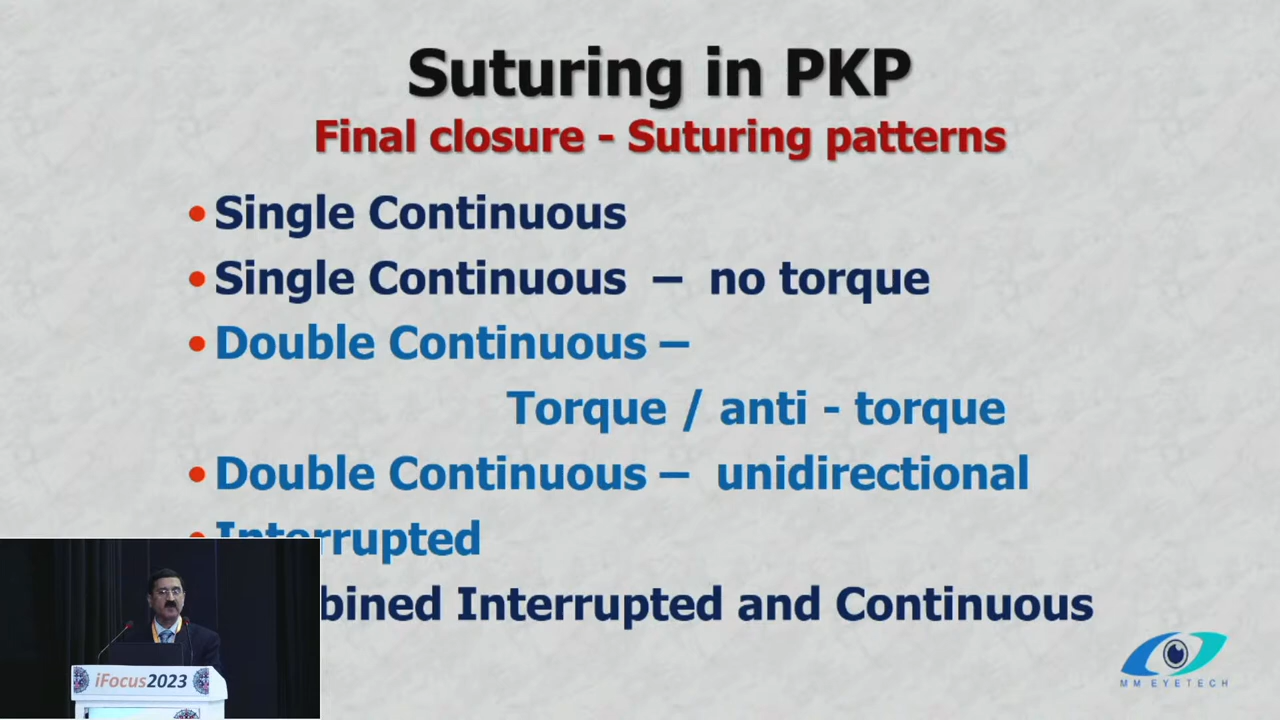 Suturing in PKP
Final closure - Suturing patterns
• Single Continuous
• Single Continuous – no torque
• Double Continuous –
Torque / anti - torque
• Double Continuous – unidirectional
• Interrupted
bined Interrupted and Continuous
iFocus2023
MM EYETECH